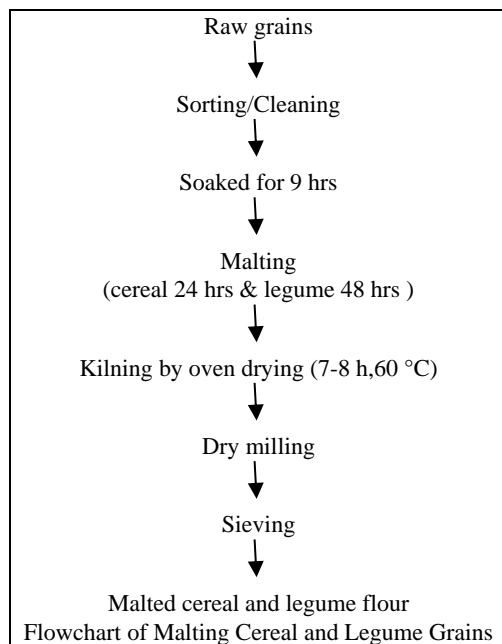 Raw grains
Sorting/Cleaning
Soaked for 9 hrs
Malting
(cereal 24 hrs & legume 48 hrs )
Kilning by oven drying (7-8 h,60 °C)
Dry milling
Sieving
Malted cereal and legume flour
Flowchart of Malting Cereal and Legume Grains